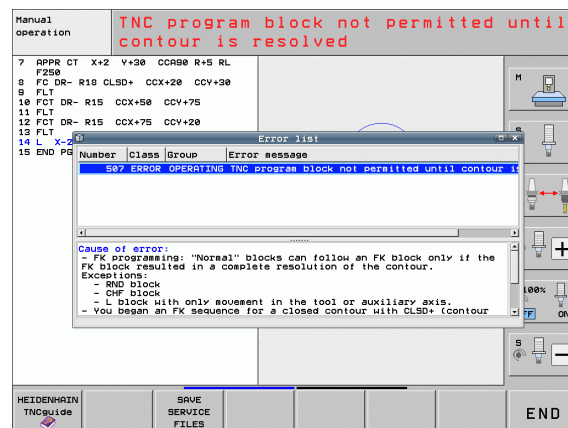 Manual
operation
TNC program block not permitted until
contour is resolved
7 APPR CT X+2 Y+30 CCA90 R+5 RL
F250
8 FC DR- R18 CLSD+ CCX+20 CCY+30
9 FLT
10 FCT DR- R15 CCX+50 CCY+75
11 FLT
12 FCT DR- R15 CCX+75 CCY+20
13 FLT
14 L X-2
15 END PG
M
S
Error list
Number Class Group Error message
507 ERROR OPERATING TNC program block not permitted until contour i
Cause of error:
- FK programming: "Normal" blocks can follow an FK block only if the
FK block resulted in a complete resolution of the contour.
Exceptions:
- RND block
- CHF block
- L block with only movement in the tool or auxiliary axis.
- You began an FK sequence for a closed contour with CLSD+ (contour
100%
OFF ON
S
HEIDENHAIN
TNCguide
SAVE
SERVICE
FILES
END